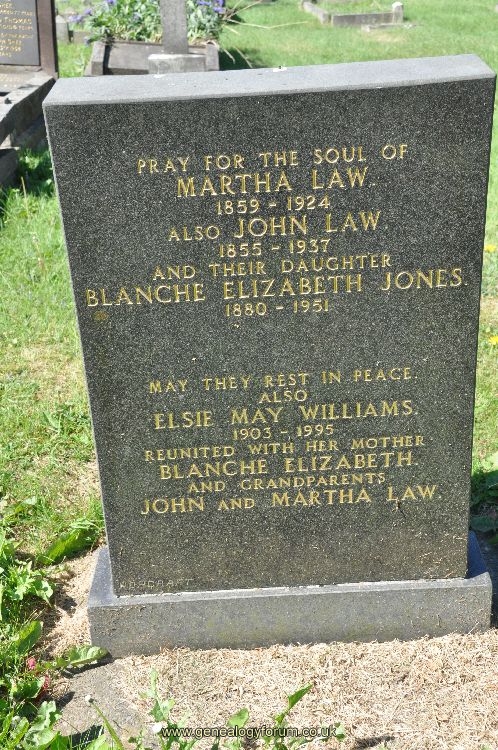 THOMAS
PRAY FOR THE SOUL OF
MARTHA LAW.
1859 - 1924
ALSO JOHN LAW.
1855 - 1937
AND THEIR DAUGHTER
BLANCHE ELIZABETH JONES.
1880 - 1951
MAY THEY REST IN PEACE.
ALSO
ELSIE MAY WILLIAMS.
1903 - 1995
REUNITED WITH HER MOTHER
BLANCHE ELIZABETH.
AND GRANDPARENTS
JOHN AND MARTHA LAW.
www.genealogyforum.co.uk